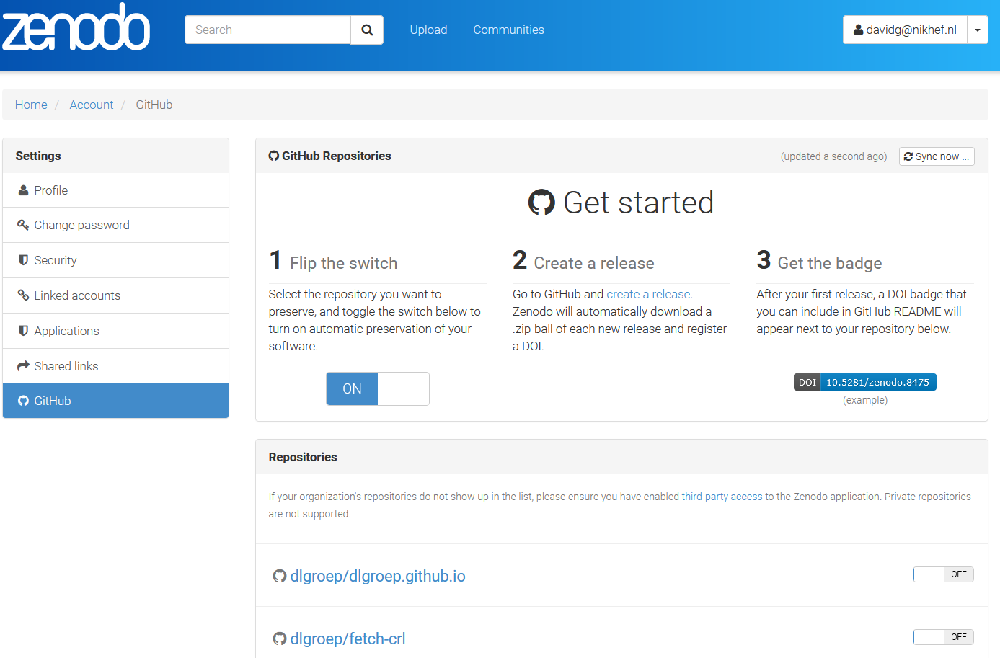 zenodo
Search
Upload
Communities
davidg@nikhef.nl
Home / Account / GitHub
Settings
Profile
Change password
Security
Linked accounts
Applications
Shared links
GitHub
GitHub Repositories
(updated a second ago)
Sync now ...
Get started
1 Flip the switch
Select the repository you want to
preserve, and toggle the switch below to
turn on automatic preservation of your
software.
ON
2 Create a release
Go to GitHub and create a release.
Zenodo will automatically download a
.zip-ball of each new release and register
a DOI.
3 Get the badge
After your first release, a DOI badge that
you can include in GitHub README will
appear next to your repository below.
DOI 10.5281/zenodo.8475
(example)
Repositories
If your organization's repositories do not show up in the list, please ensure you have enabled third-party access to the Zenodo application. Private repositories
are not supported.
dlgroep/dlgroep.github.io
OFF
dlgroep/fetch-crl
OFF